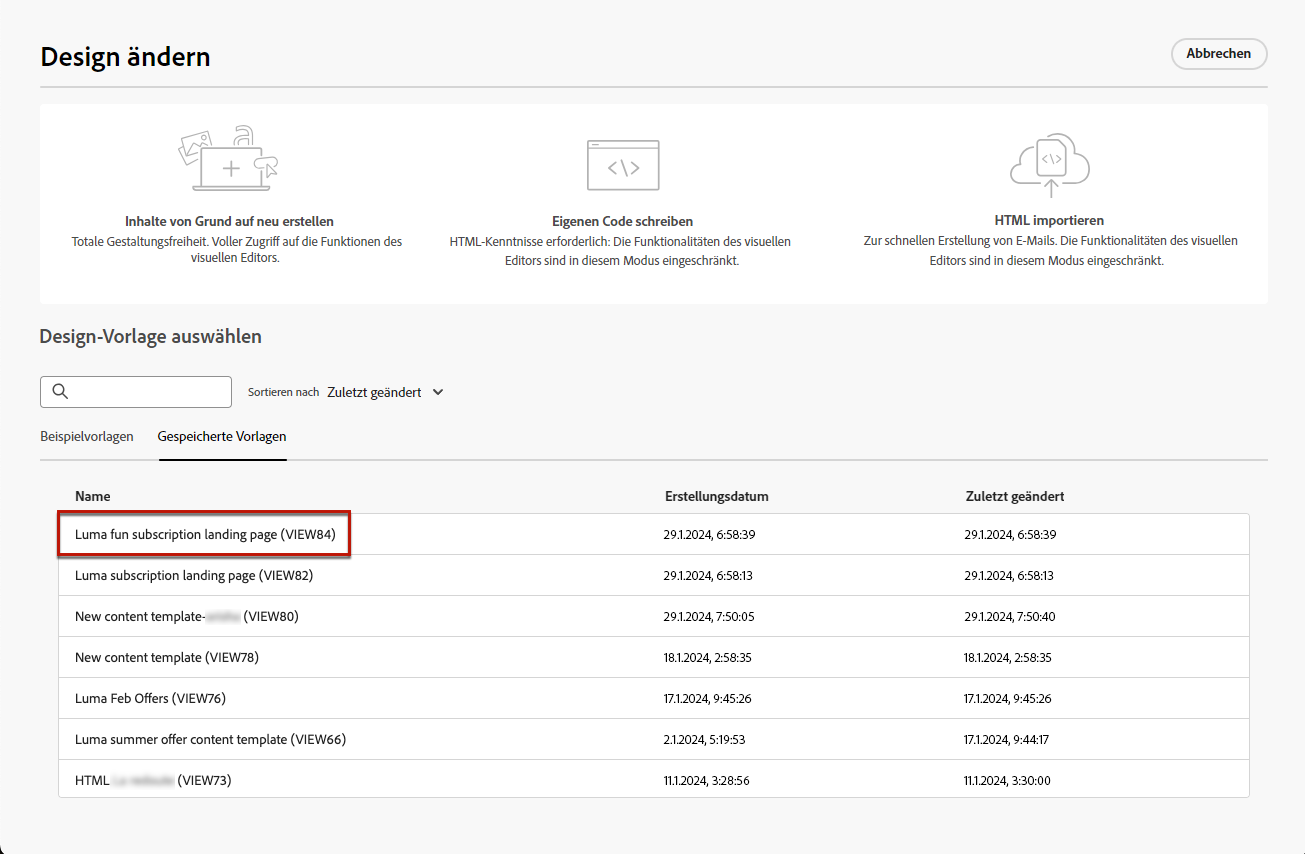 Design ändern
Abbrechen
Inhalte von Grund auf neu erstellen
Totale Gestaltungsfreiheit. Voller Zugriff auf die Funktionen des
visuellen Editors.
Eigenen Code schreiben
HTML-Kenntnisse erforderlich: Die Funktionalitäten des visuellen
Editors sind in diesem Modus eingeschränkt.
HTML importieren
Zur schnellen Erstellung von E-Mails. Die Funktionalitäten des visuellen
Editors sind in diesem Modus eingeschränkt.
Design-Vorlage auswählen
Sortieren nach Zuletzt geändert
Beispielvorlagen Gespeicherte Vorlagen
Name Erstellungsdatum Zuletzt geändert
Luma fun subscription landing page (VIEW84) 29.1.2024, 6:58:39 29.1.2024, 6:58:39
Luma subscription landing page (VIEW82) 29.1.2024, 6:58:13 29.1.2024, 6:58:13
New content template- (VIEW80) 29.1.2024, 7:50:05 29.1.2024, 7:50:40
New content template (VIEW78) 18.1.2024, 2:58:35 18.1.2024, 2:58:35
Luma Feb Offers (VIEW76) 17.1.2024, 9:45:26 17.1.2024, 9:45:26
Luma summer offer content template (VIEW66) 2.1.2024, 5:19:53 17.1.2024, 9:44:17
HTML (VIEW73) 11.1.2024, 3:28:56 11.1.2024, 3:30:00